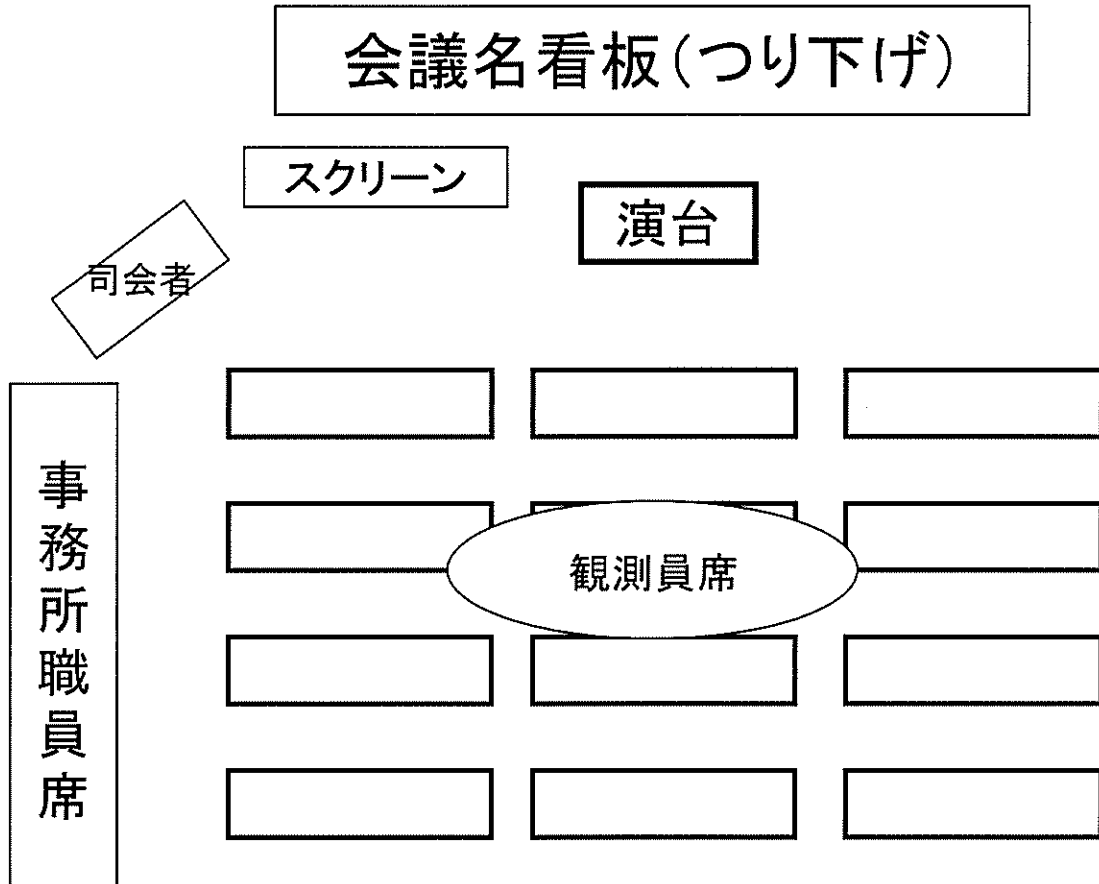 会議名看板(つり下げ)
スクリーン
演台
司会者
事務所職員席
観測員席